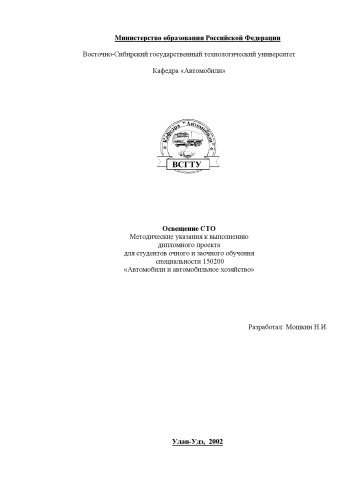 Министерство образования Российской Федерации
Восточно-Сибирский государственный технологический университет
Кафедра «Автомобили»
Кафедра "Автомобили"
ВСГТУ
Освещение СТО
Методические указания к выполнению
дипломного проекта
для студентов очного и заочного обучения
специальности 150200
«Автомобили и автомобильное хозяйство»
Разработал: Мошкин Н.И.
Улан-Удэ, 2002